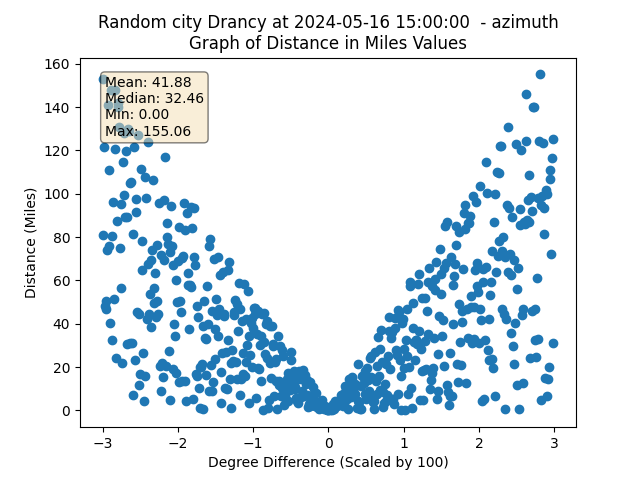 Random city Drancy at 2024-05-16 15:00:00  - azimuth
Graph of Distance in Miles Values
Mean: 41.88
Median: 32.46
Min: 0.00
Max: 155.06
160
140
120
100
80
60
40
20
0
Distance (Miles)
−3
−2
−1
0
1
2
3
Degree Difference (Scaled by 100)